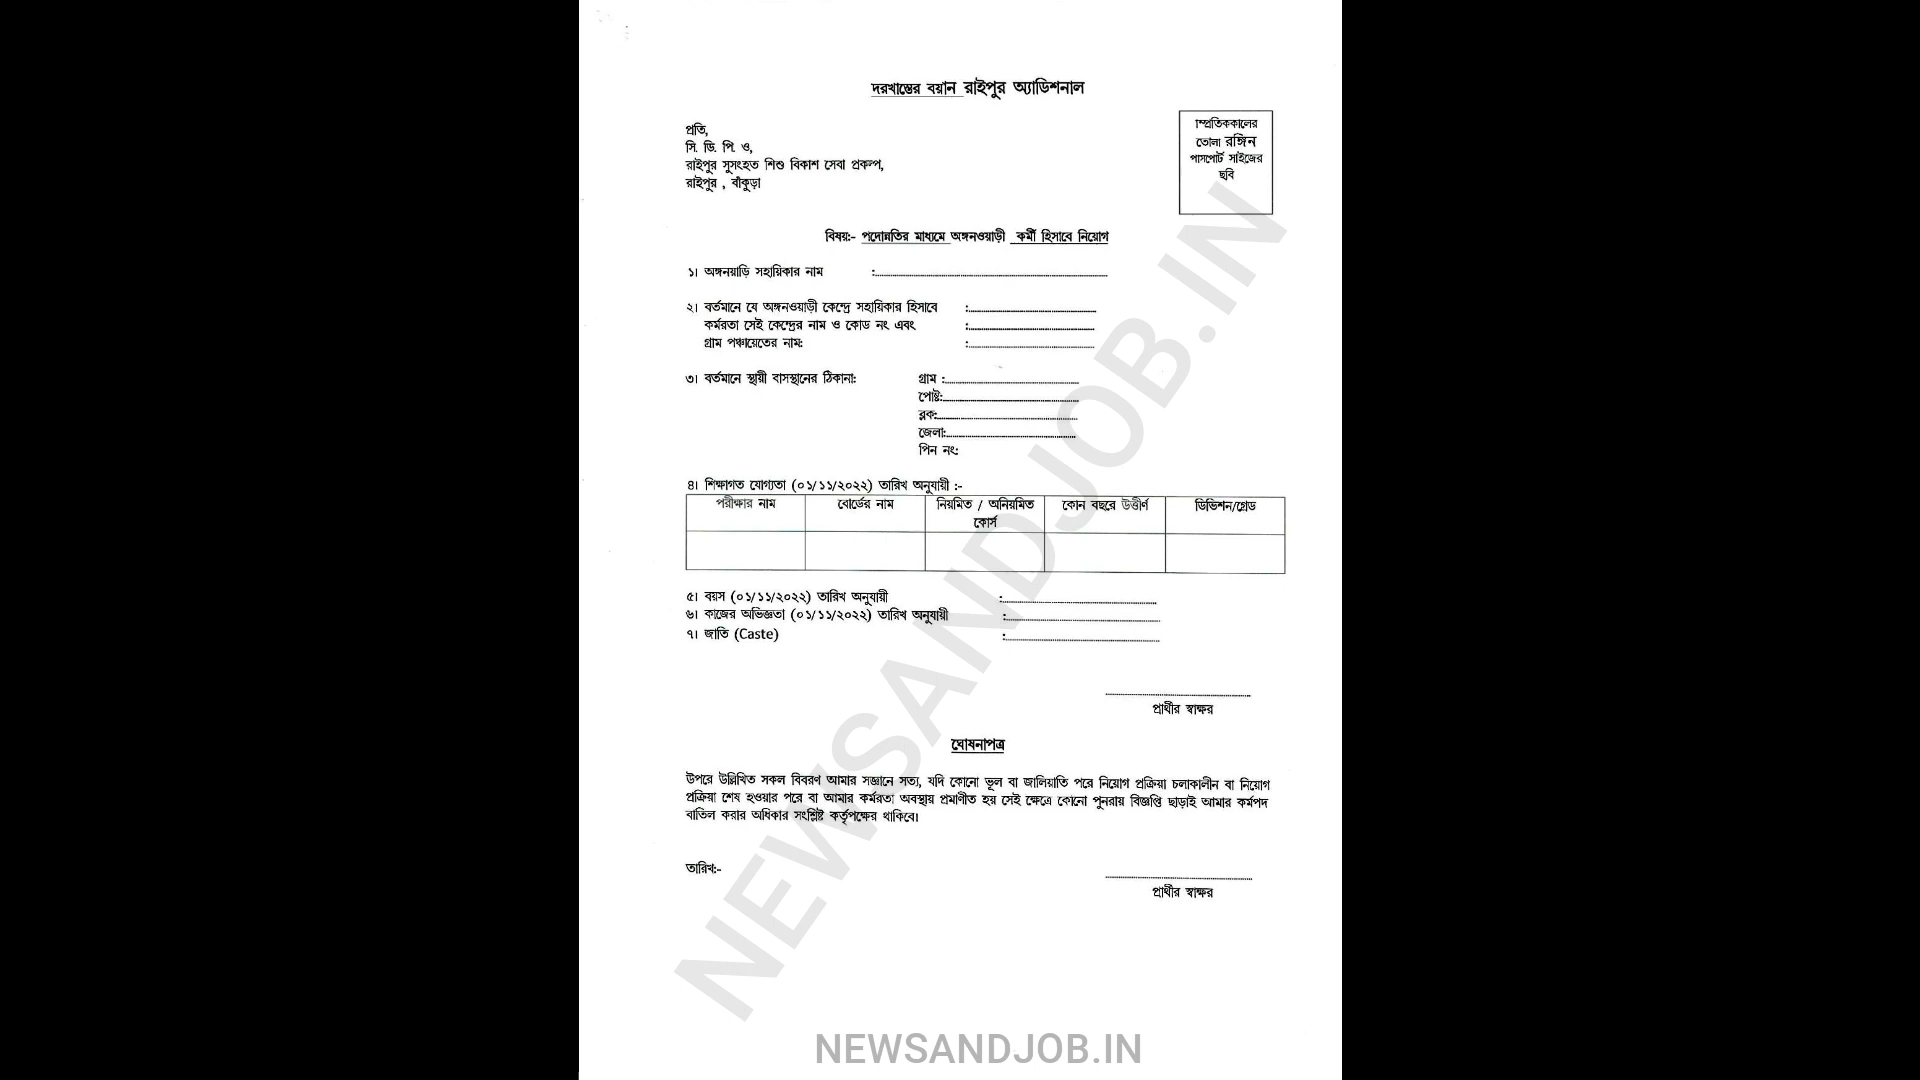 দরখাস্তের বয়ান রাইপুর অ্যাডিশনাল
প্রতি,
সি. ডি. পি. ও,
রাইপুর সুসংহত শিশু বিকাশ সেবা প্রকল্প,
রাইপুর , বাঁকুড়া
ম্প্রতিককালের
তোলা রঙ্গিন
পাসপোর্ট সাইজের
ছবি
বিষয়:- পদোন্নতির মাধ্যমে অঙ্গনওয়াড়ী কর্মী হিসাবে নিয়োগ
১। অঙ্গনয়াড়ি সহায়িকার নাম :
২। বর্তমানে যে অঙ্গনওয়াড়ী কেন্দ্রে সহায়িকার হিসাবে :
কর্মরতা সেই কেন্দ্রের নাম ও কোড নং এবং :
গ্রাম পঞ্চায়েতের নাম: :
৩। বর্তমানে স্থায়ী বাসস্থানের ঠিকানা: গ্রাম :
পোষ্ট:
ব্লক:
জেলা:
পিন নং:
৪। শিক্ষাগত যোগ্যতা (০১/১১/২০২২) তারিখ অনুযায়ী :-
পরীক্ষার নাম বোর্ডের নাম নিয়মিত / অনিয়মিত কোন বছরে উত্তীর্ণ ডিভিশন/গ্রেড
কোর্স
৫। বয়স (০১/১১/২০২২) তারিখ অনুযায়ী :
৬। কাজের অভিজ্ঞতা (০১/১১/২০২২) তারিখ অনুযায়ী :
৭। জাতি (Caste) :
প্রার্থীর স্বাক্ষর
ঘোষনাপত্র
উপরে উল্লিখিত সকল বিবরণ আমার সজ্ঞানে সত্য, যদি কোনো ভূল বা জালিয়াতি পরে নিয়োগ প্রক্রিয়া চলাকালীন বা নিয়োগ
প্রক্রিয়া শেষ হওয়ার পরে বা আমার কর্মরতা অবস্থায় প্রমাণীত হয় সেই ক্ষেত্রে কোনো পুনরায় বিজ্ঞপ্তি ছাড়াই আমার কর্মপদ
বাতিল করার অধিকার সংশ্লিষ্ট কর্তৃপক্ষের থাকিবে।
তারিখ:-
প্রার্থীর স্বাক্ষর
NEWSANDJOB.IN
NEWSANDJOB.IN